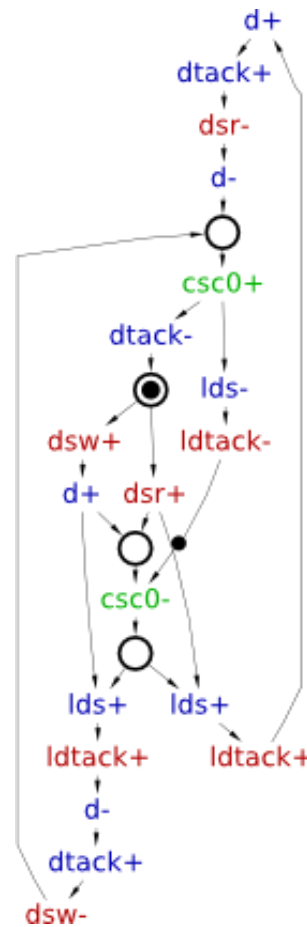 d+
dtack+
dsr-
d-
csc0+
dtack-
lds-
dsw+
ldtack-
d+
dsr+
csc0-
lds+
lds+
ldtack+
ldtack+
d-
dtack+
dsw-